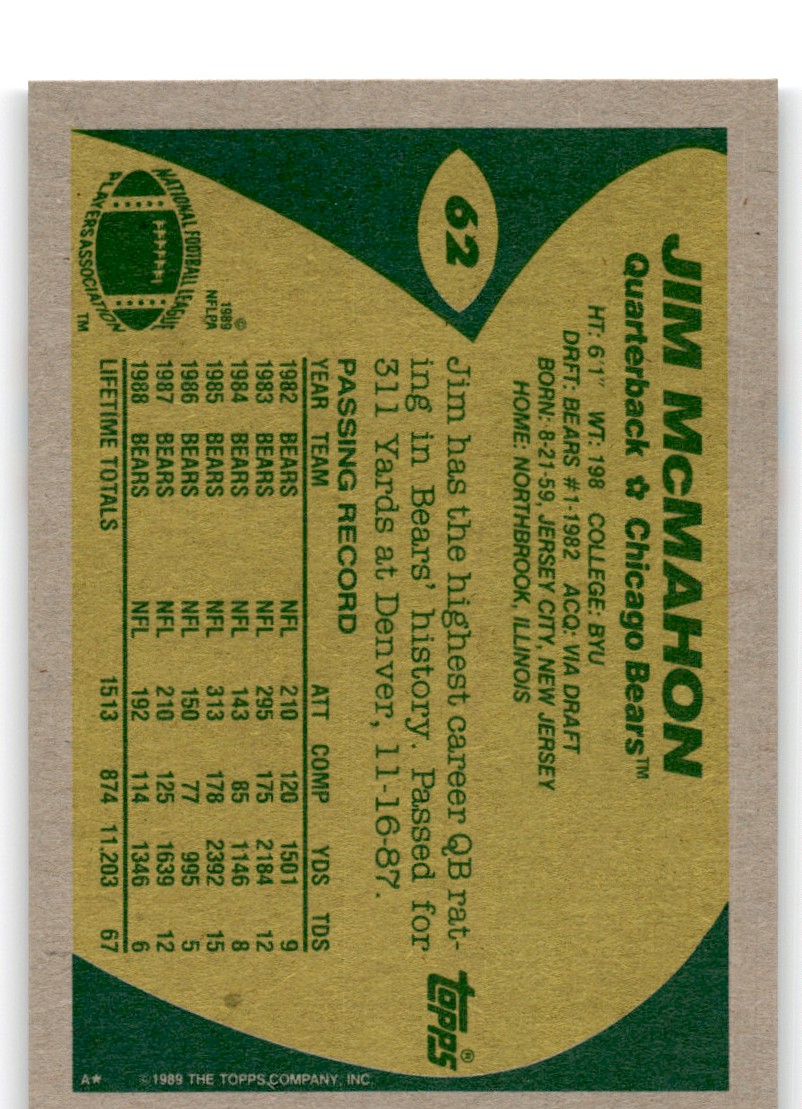 62
JIM McMAHON
Quarterback ✿ Chicago Bears™
HT: 6'1" WT: 198 COLLEGE: BYU
DRFT: BEARS #1-1982 ACQ: VIA DRAFT
BORN: 8-21-59, JERSEY CITY, NEW JERSEY
HOME: NORTHBROOK, ILLINOIS
Jim has the highest career QB rat-
ing in Bears' history. Passed for
311 Yards at Denver, 11-16-87.
topps®
PASSING RECORD
YEAR TEAM ATT COMP YDS TDS
1982 BEARS NFL 210 120 1501 9
1983 BEARS NFL 295 175 2184 12
1984 BEARS NFL 143 85 1146 8
1985 BEARS NFL 313 178 2392 15
1986 BEARS NFL 150 77 995 5
1987 BEARS NFL 210 125 1639 12
1988 BEARS NFL 192 114 1346 6
LIFETIME TOTALS 1513 874 11.203 67
©
1989
NFLPA
NATIONAL FOOTBALL LEAGUE
PLAYERS ASSOCIATION
TM
A★ ©1989 THE TOPPS COMPANY, INC.